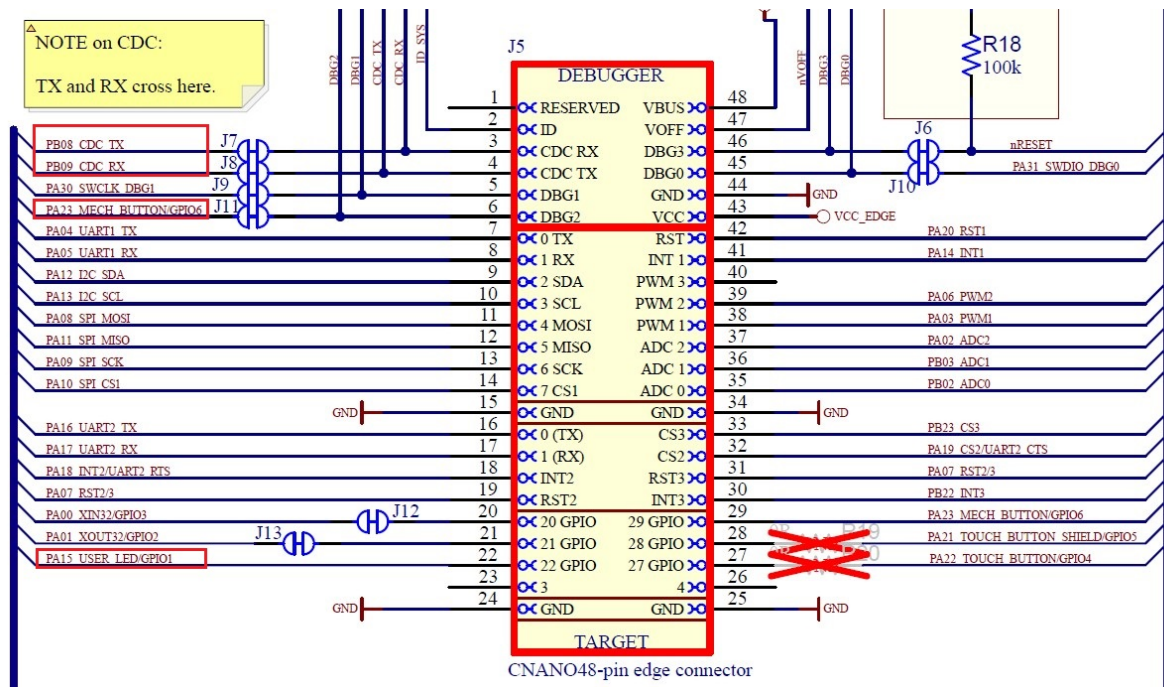 NOTE on CDC:
TX and RX cross here.
J5
DEBUGGER
DBG2
DBG1
CDC TX
CDC RX
ID_SYS
nVOFF
DBG3
DBG0
R18
100k
1 RESERVED VBUS 48
2 ID VOFF 47
PB08 CDC TX J7 3 CDC RX DBG3 46 J6 nRESET
PB09 CDC RX J8 4 CDC TX DBG0 45 J10 PA31 SWDIO DBG0
PA30 SWCLK DBG1 J9 5 DBG1 GND 44 GND
PA23 MECH BUTTON/GPIO6 J11 6 DBG2 VCC 43 VCC_EDGE
PA04 UART1 TX 7 0 TX RST 42 PA20 RST1
PA05 UART1 RX 8 1 RX INT 1 41 PA14 INT1
PA12 I2C SDA 9 2 SDA PWM 3 40
PA13 I2C SCL 10 3 SCL PWM 2 39 PA06 PWM2
PA08 SPI MOSI 11 4 MOSI PWM 1 38 PA03 PWM1
PA11 SPI MISO 12 5 MISO ADC 2 37 PA02 ADC2
PA09 SPI SCK 13 6 SCK ADC 1 36 PB03 ADC1
PA10 SPI CS1 14 7 CS1 ADC 0 35 PB02 ADC0
GND 15 GND GND 34 GND
PA16 UART2 TX 16 0 (TX) CS3 33 PB23 CS3
PA17 UART2 RX 17 1 (RX) CS2 32 PA19 CS2/UART2 CTS
PA18 INT2/UART2 RTS 18 INT2 RST3 31 PA07 RST2/3
PA07 RST2/3 19 RST2 INT3 30 PB22 INT3
PA00 XIN32/GPIO3 J12 20 20 GPIO 29 GPIO 29 PA23 MECH BUTTON/GPIO6
PA01 XOUT32/GPIO2 J13 21 21 GPIO 28 GPIO 28 R19 PA21 TOUCH BUTTON SHIELD/GPIO5
PA15 USER LED/GPIO1 22 22 GPIO 27 GPIO 27 PA22 TOUCH BUTTON/GPIO4
23 3 4 26
GND 24 GND GND 25 GND
TARGET
CNANO48-pin edge connector